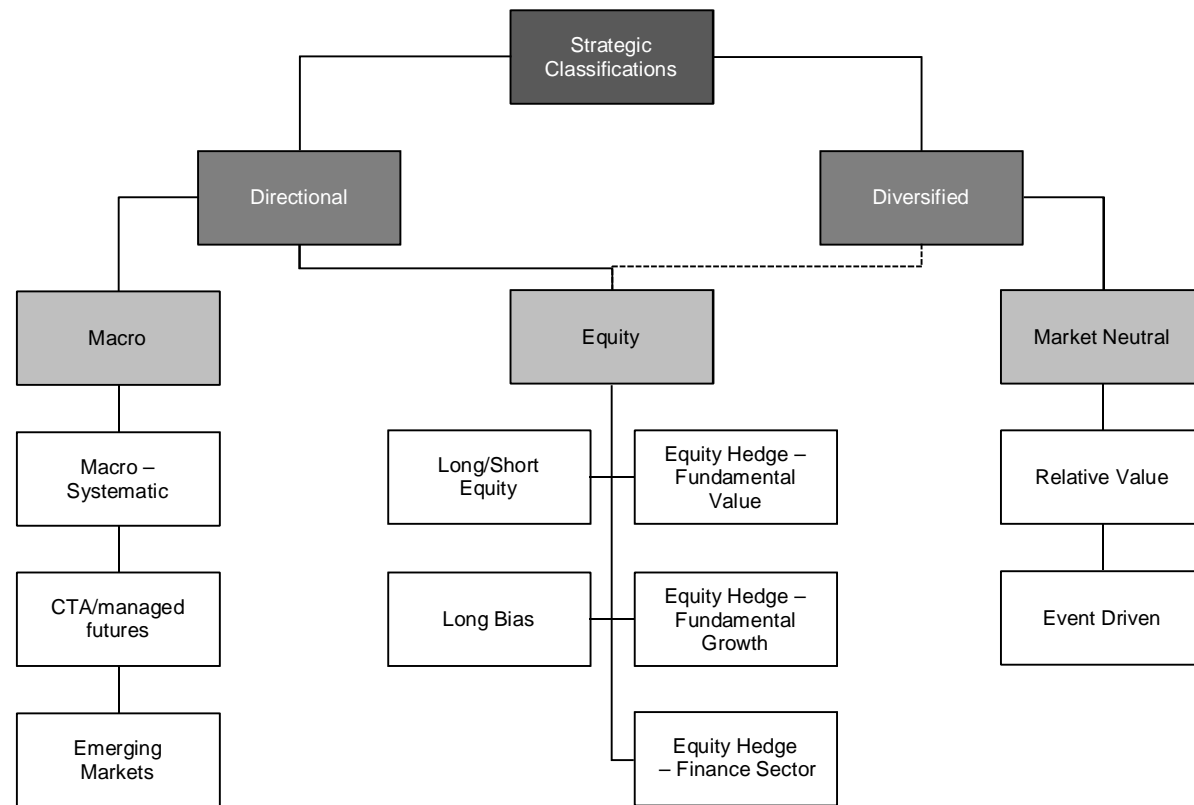 Strategic
Classifications
Directional
Diversified
Macro
Equity
Market Neutral
Macro –
Systematic
Long/Short
Equity
Equity Hedge –
Fundamental
Value
Relative Value
CTA/managed
futures
Long Bias
Equity Hedge –
Fundamental
Growth
Event Driven
Emerging
Markets
Equity Hedge
– Finance Sector